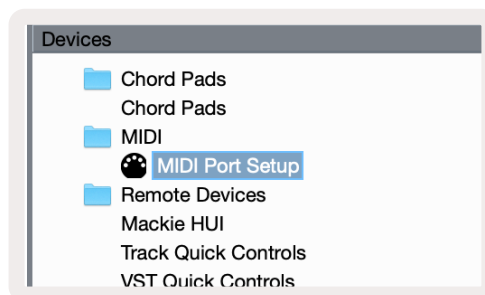 Devices
Chord Pads
Chord Pads
MIDI
MIDI Port Setup
Remote Devices
Mackie HUI
Track Quick Controls
VST Quick Controls